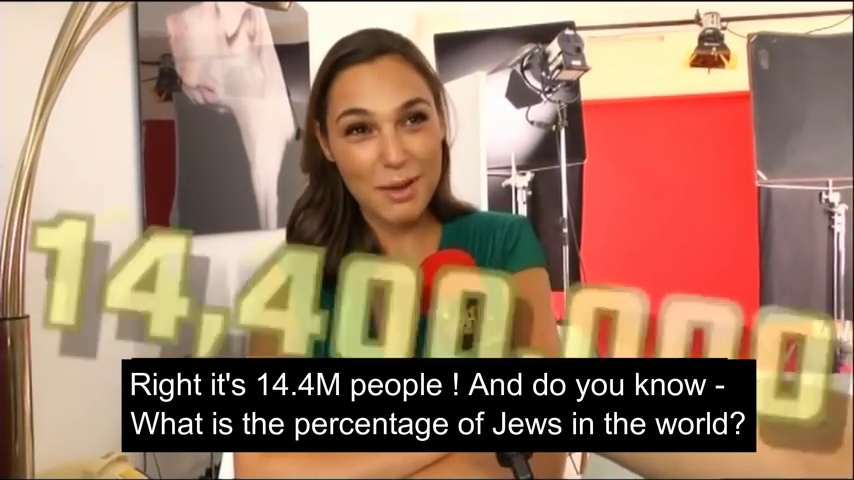 14,400,000
Right it's 14.4M people ! And do you know -
What is the percentage of Jews in the world?